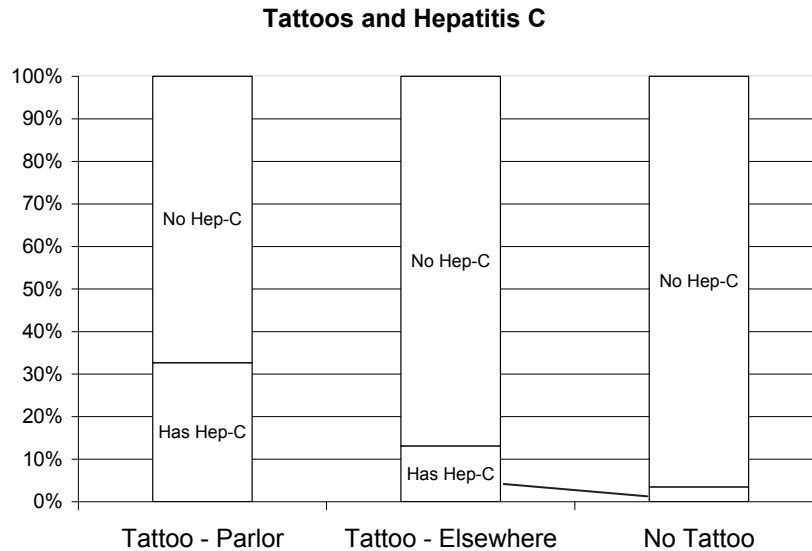 Tattoos and Hepatitis C
100%
90%
80%
70%
60%
50%
40%
30%
20%
10%
0%
No Hep-C
Has Hep-C
No Hep-C
Has Hep-C
No Hep-C
Tattoo - Parlor
Tattoo - Elsewhere
No Tattoo